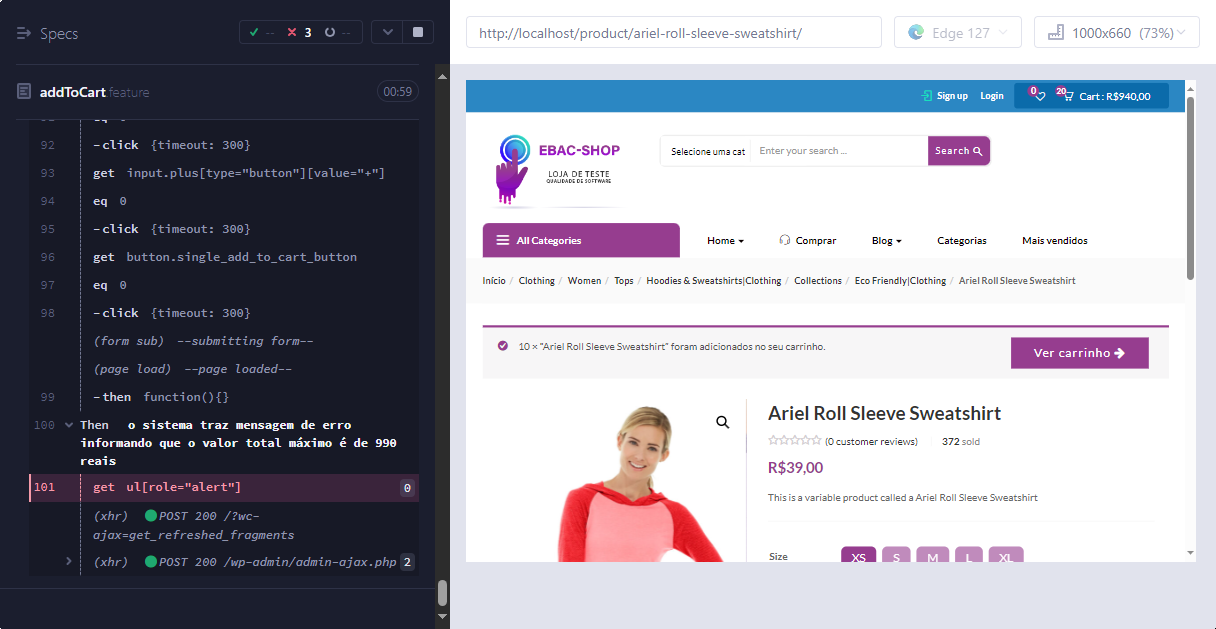 Specs
-- 3 --
addToCart.feature 00:59
92 -click {timeout: 300}
93 get input.plus[type="button"][value="+"]
94 eq 0
95 -click {timeout: 300}
96 get button.single_add_to_cart_button
97 eq 0
98 -click {timeout: 300}
(form sub) --submitting form--
(page load) --page loaded--
99 -then function(){}
100 Then o sistema traz mensagem de erro
informando que o valor total máximo é de 990
reais
101 get ul[role="alert"] 0
(xhr) POST 200 /?wc-
ajax=get_refreshed_fragments
(xhr) POST 200 /wp-admin/admin-ajax.php 2
http://localhost/product/ariel-roll-sleeve-sweatshirt/
Edge 127
1000x660 (73%)
Sign up Login 0 20 Cart : R$940,00
EBAC-SHOP
LOJA DE TESTE
QUALIDADE DE SOFTWARE
Selecione uma cat Enter your search ... Search
All Categories Home Comprar Blog Categorias Mais vendidos
Início / Clothing / Women / Tops / Hoodies & Sweatshirts|Clothing / Collections / Eco Friendly|Clothing / Ariel Roll Sleeve Sweatshirt
10 × "Ariel Roll Sleeve Sweatshirt" foram adicionados no seu carrinho.
Ver carrinho
Ariel Roll Sleeve Sweatshirt
(0 customer reviews) 372 sold
R$39,00
This is a variable product called a Ariel Roll Sleeve Sweatshirt
Size XS S M L XL